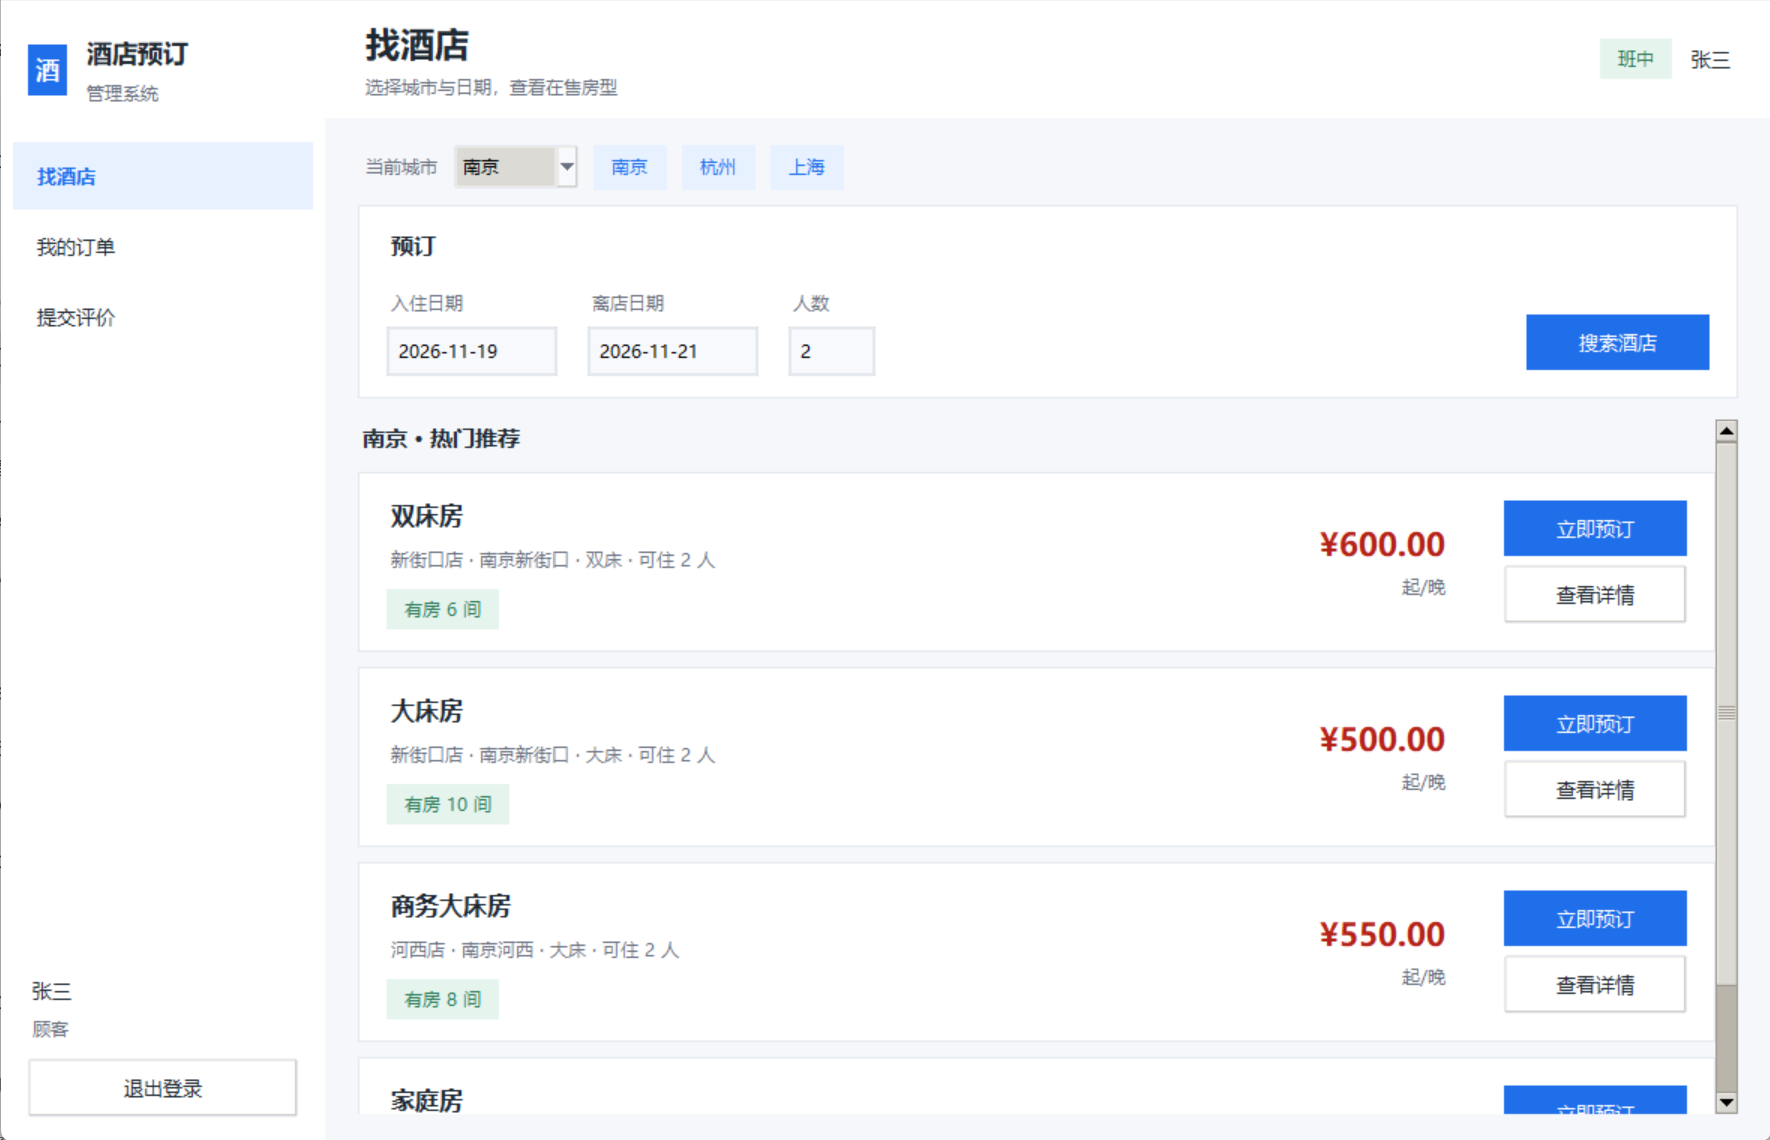 酒
酒店预订
管理系统
找酒店
我的订单
提交评价
张三
顾客
退出登录
找酒店
选择城市与日期，查看在售房型
班中
张三
当前城市 南京 南京 杭州 上海
预订
入住日期 离店日期 人数
2026-11-19 2026-11-21 2
搜索酒店
南京 • 热门推荐
双床房
新街口店 · 南京新街口 · 双床 · 可住 2 人
有房 6 间
¥600.00
起/晚
立即预订
查看详情
大床房
新街口店 · 南京新街口 · 大床 · 可住 2 人
有房 10 间
¥500.00
起/晚
立即预订
查看详情
商务大床房
河西店 · 南京河西 · 大床 · 可住 2 人
有房 8 间
¥550.00
起/晚
立即预订
查看详情
家庭房
立即预订